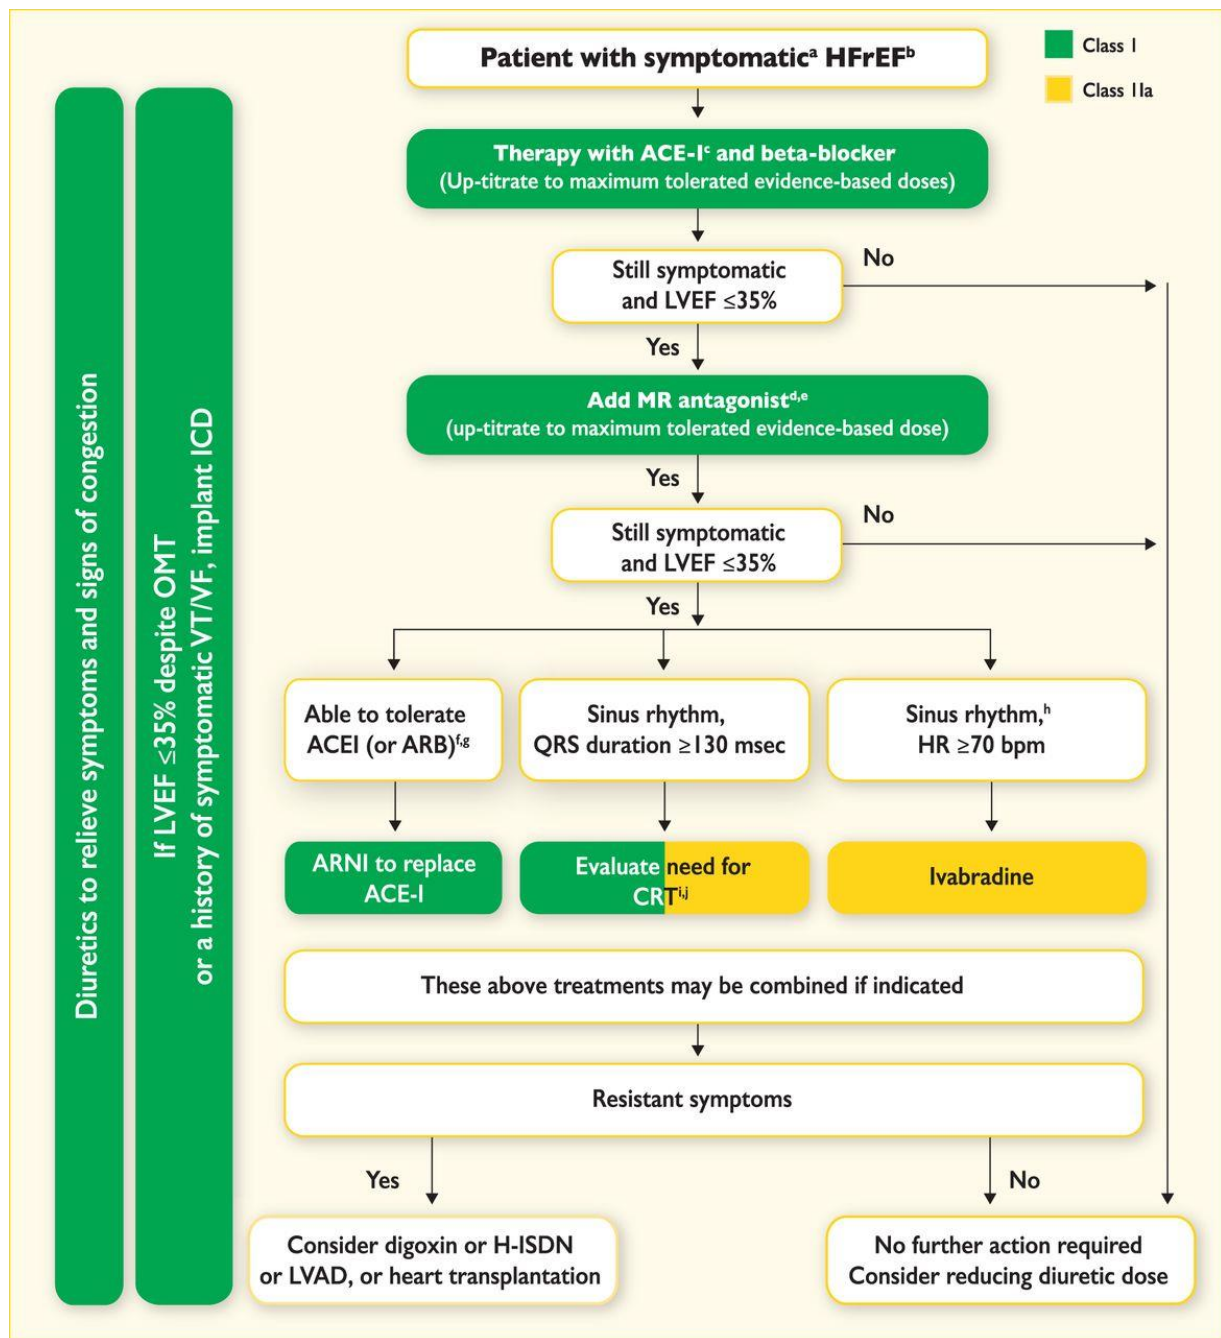 Patient with symptomaticᵃ HFrEFᵇ
Class I
Class IIa
Therapy with ACE-Iᶜ and beta-blocker
(Up-titrate to maximum tolerated evidence-based doses)
Still symptomatic
and LVEF ≤35%
No
Yes
Add MR antagonistᵈ,ᵉ
(up-titrate to maximum tolerated evidence-based dose)
Yes
Still symptomatic
and LVEF ≤35%
No
Yes
Able to tolerate
ACEI (or ARB)ᶠ,ᵍ
Sinus rhythm,
QRS duration ≥130 msec
Sinus rhythm,ʰ
HR ≥70 bpm
ARNI to replace
ACE-I
Evaluate need for
CRTⁱ,ʲ
Ivabradine
These above treatments may be combined if indicated
Resistant symptoms
Yes
No
Consider digoxin or H-ISDN
or LVAD, or heart transplantation
No further action required
Consider reducing diuretic dose
Diuretics to relieve symptoms and signs of congestion
If LVEF ≤35% despite OMT
or a history of symptomatic VT/VF, implant ICD